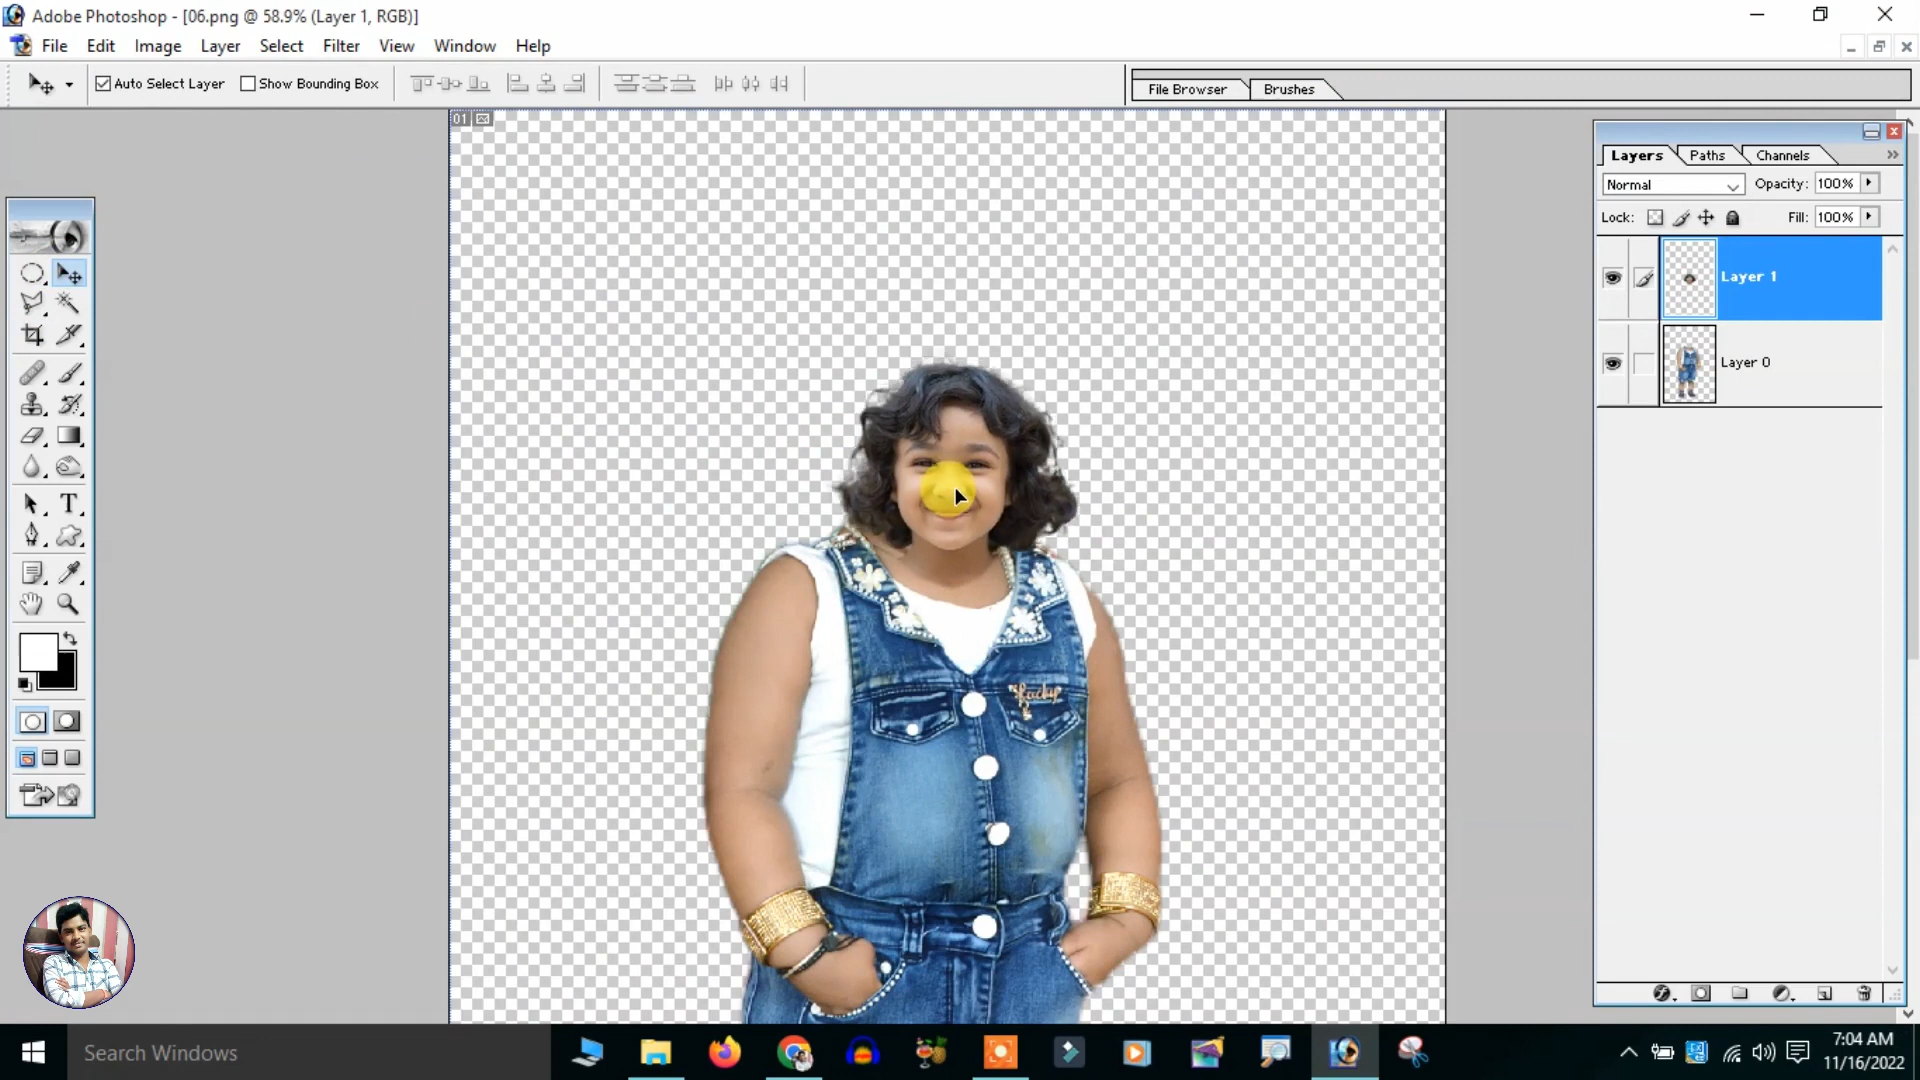 Adobe Photoshop - [06.png @ 58.9% (Layer 1, RGB)]
File Edit Image Layer Select Filter View Window Help
Auto Select Layer Show Bounding Box File Browser Brushes
01
Layers Paths Channels
Normal Opacity: 100%
Lock: Fill: 100%
Layer 1
Layer 0
T
Lucky
Search Windows
7:04 AM
11/16/2022